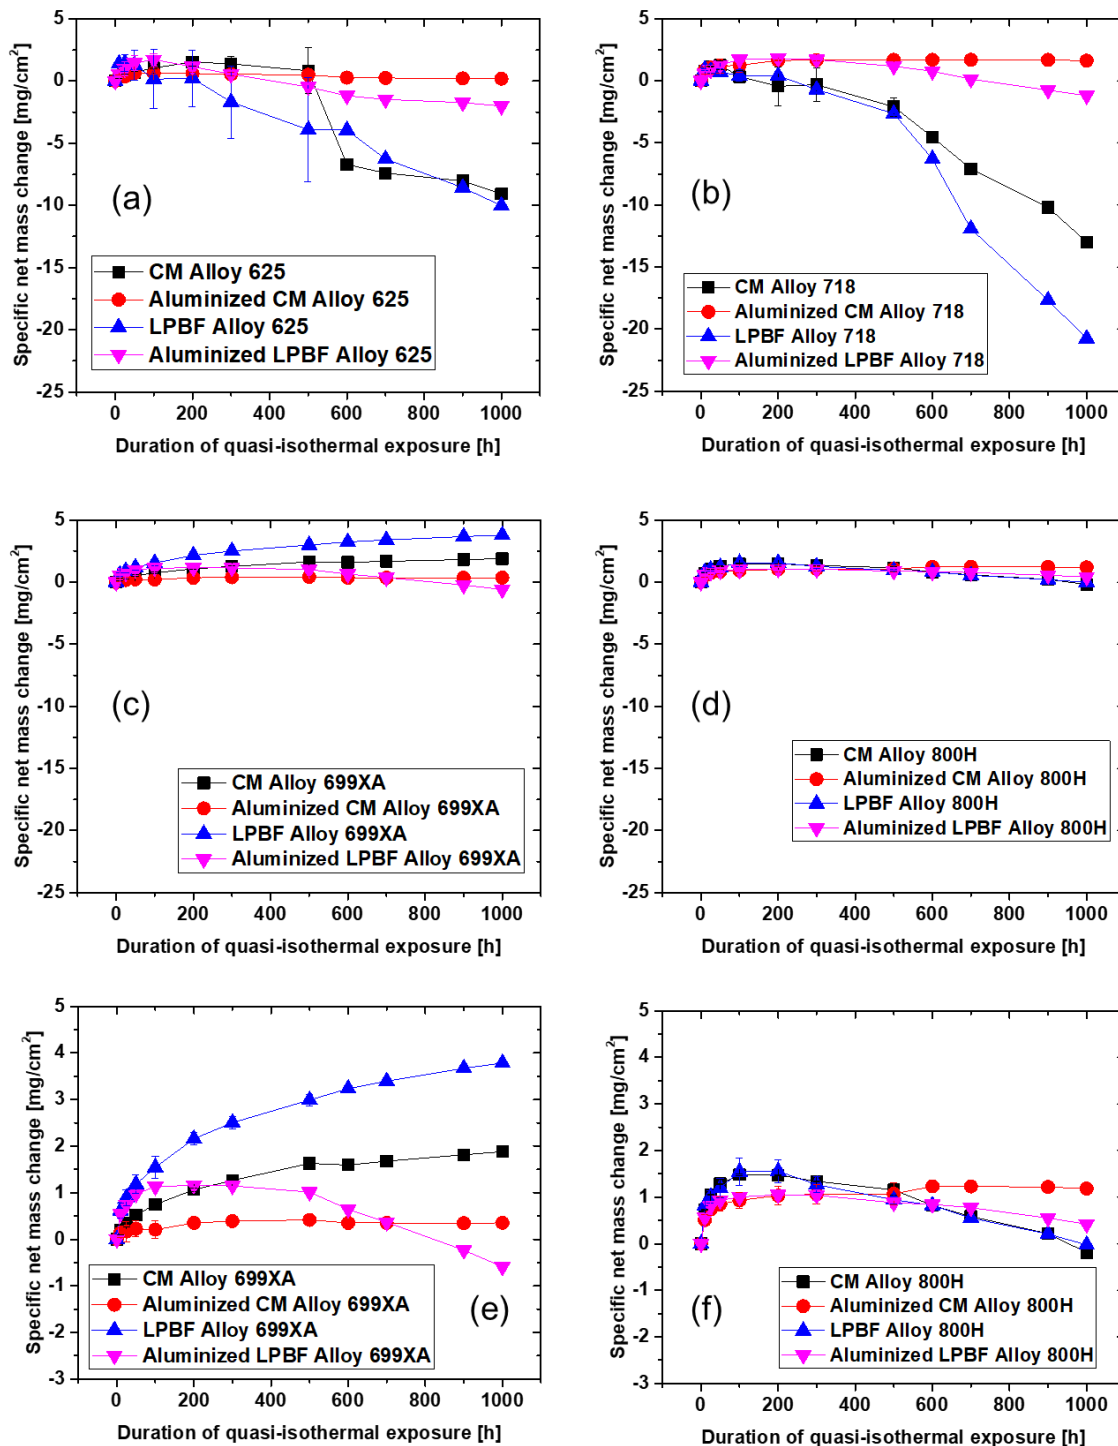 5
0
-5
-10
-15
-20
-25
Specific net mass change [mg/cm²]
(a)
CM Alloy 625
Aluminized CM Alloy 625
LPBF Alloy 625
Aluminized LPBF Alloy 625
0 200 400 600 800 1000
Duration of quasi-isothermal exposure [h]
5
0
-5
-10
-15
-20
-25
Specific net mass change [mg/cm²]
(b)
CM Alloy 718
Aluminized CM Alloy 718
LPBF Alloy 718
Aluminized LPBF Alloy 718
0 200 400 600 800 1000
Duration of quasi-isothermal exposure [h]
5
0
-5
-10
-15
-20
-25
Specific net mass change [mg/cm²]
(c)
CM Alloy 699XA
Aluminized CM Alloy 699XA
LPBF Alloy 699XA
Aluminized LPBF Alloy 699XA
0 200 400 600 800 1000
Duration of quasi-isothermal exposure [h]
5
0
-5
-10
-15
-20
-25
Specific net mass change [mg/cm²]
(d)
CM Alloy 800H
Aluminized CM Alloy 800H
LPBF Alloy 800H
Aluminized LPBF Alloy 800H
0 200 400 600 800 1000
Duration of quasi-isothermal exposure [h]
5
4
3
2
1
0
-1
-2
-3
Specific net mass change [mg/cm²]
CM Alloy 699XA
Aluminized CM Alloy 699XA
LPBF Alloy 699XA
Aluminized LPBF Alloy 699XA
(e)
0 200 400 600 800 1000
Duration of quasi-isothermal exposure [h]
5
4
3
2
1
0
-1
-2
-3
Specific net mass change [mg/cm²]
(f)
CM Alloy 800H
Aluminized CM Alloy 800H
LPBF Alloy 800H
Aluminized LPBF Alloy 800H
0 200 400 600 800 1000
Duration of quasi-isothermal exposure [h]